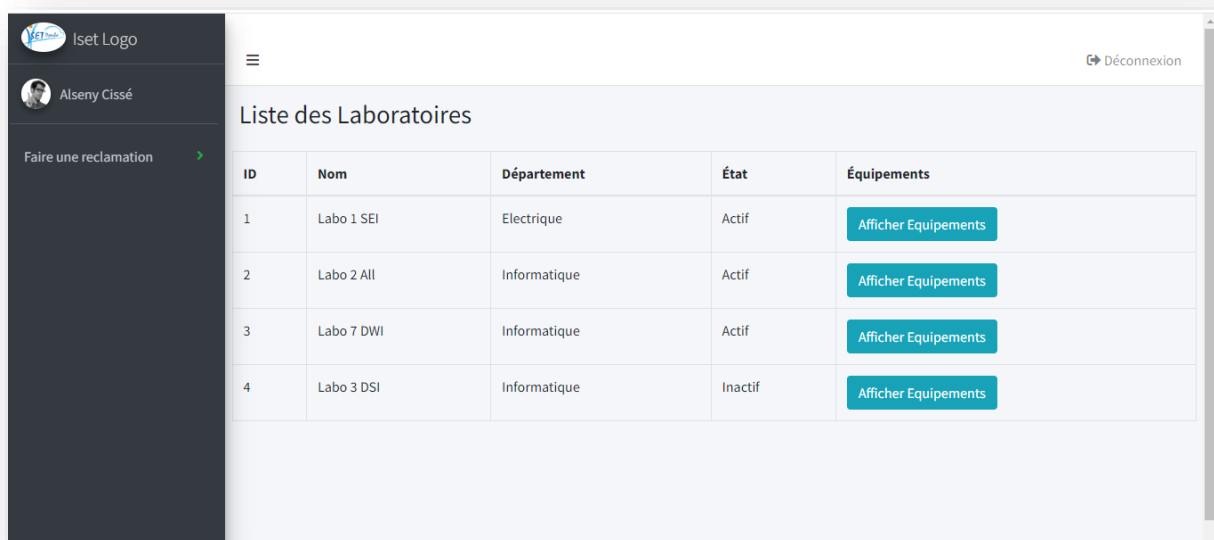 Iset Logo
Déconnexion
Alseny Cissé
Faire une reclamation
Liste des Laboratoires
ID Nom Département État Équipements
1 Labo 1 SEI Electrique Actif Afficher Equipements
2 Labo 2 All Informatique Actif Afficher Equipements
3 Labo 7 DWI Informatique Actif Afficher Equipements
4 Labo 3 DSI Informatique Inactif Afficher Equipements